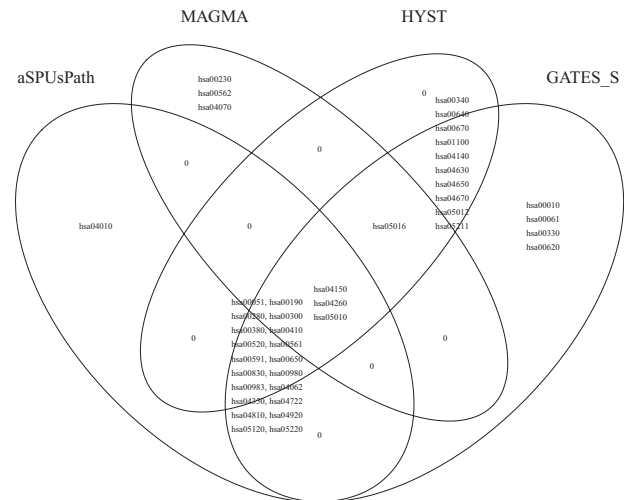 MAGMA
HYST
aSPUsPath
GATES_S
hsa00230
hsa00562
hsa04070
0
hsa00340
hsa00640
hsa00670
hsa01100
hsa04140
hsa04630
hsa04650
hsa04670
hsa05012
hsa05211
0
0
hsa00010
hsa00061
hsa00330
hsa00620
hsa04010
0
hsa05016
hsa04150
hsa04260
hsa05010
hsa00051, hsa00190
hsa00280, hsa00300
hsa00380, hsa00410
hsa00520, hsa00561
hsa00591, hsa00650
hsa00830, hsa00980
hsa00983, hsa04062
hsa04350, hsa04722
hsa04810, hsa04920
hsa05120, hsa05220
0
0
0
0